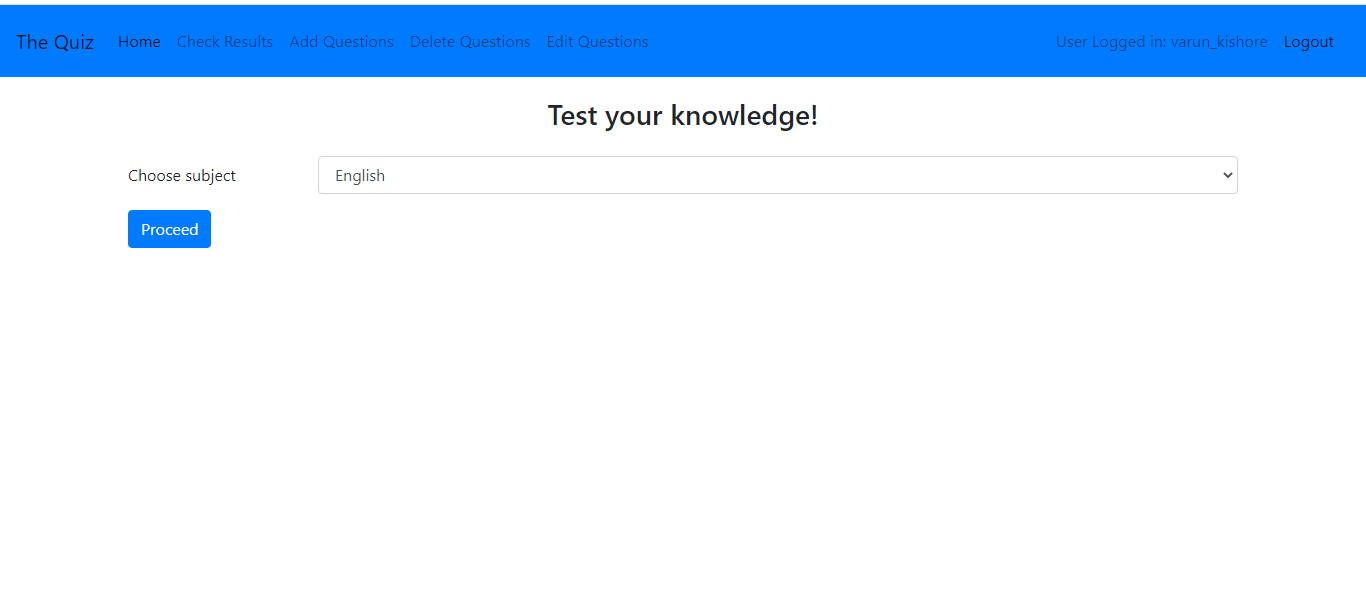 The Quiz Home Check Results Add Questions Delete Questions Edit Questions User Logged in: varun_kishore Logout
Test your knowledge!
Choose subject English
Proceed